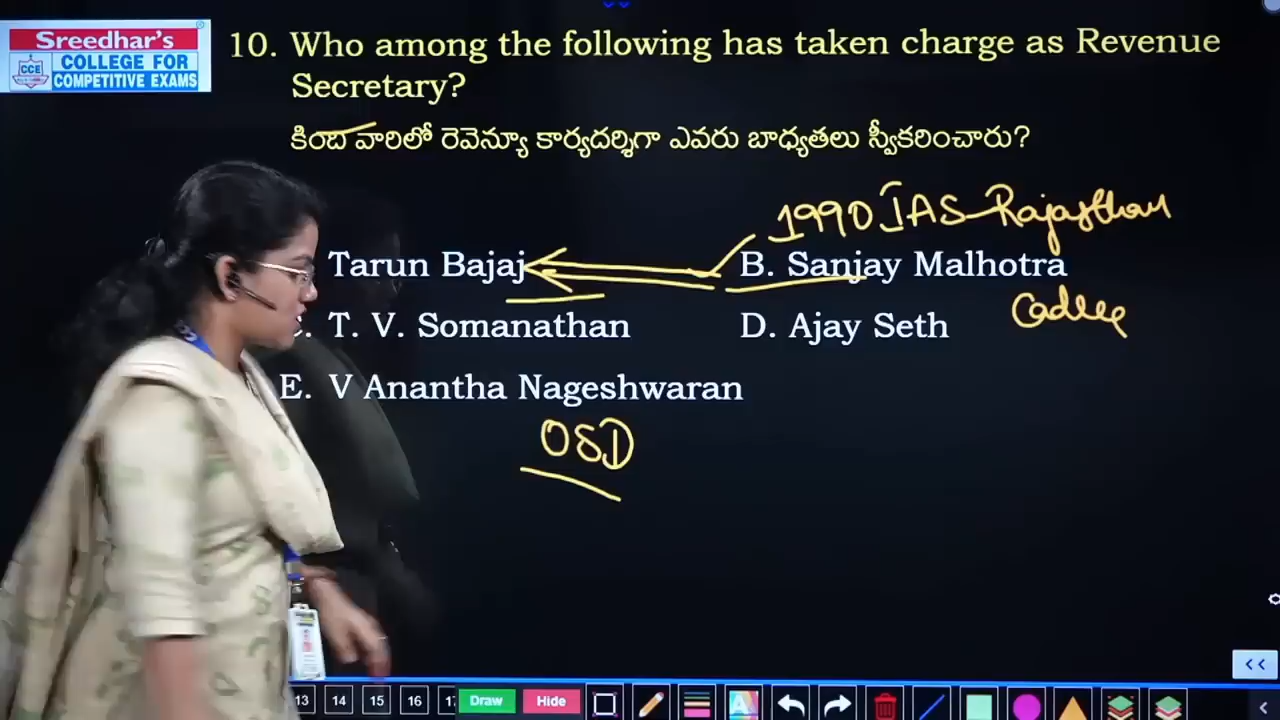 Sreedhar's
CCE
COLLEGE FOR
COMPETITIVE EXAMS
10. Who among the following has taken charge as Revenue
Secretary?
కింది వారిలో రెవెన్యూ కార్యదర్శిగా ఎవరు బాధ్యతలు స్వీకరించారు?
1990 IAS Rajasthan
Tarun Bajaj
B. Sanjay Malhotra
Cadre
T. V. Somanathan
D. Ajay Seth
E. V Anantha Nageshwaran
OSD
<<
13 14 15 16 Draw Hide